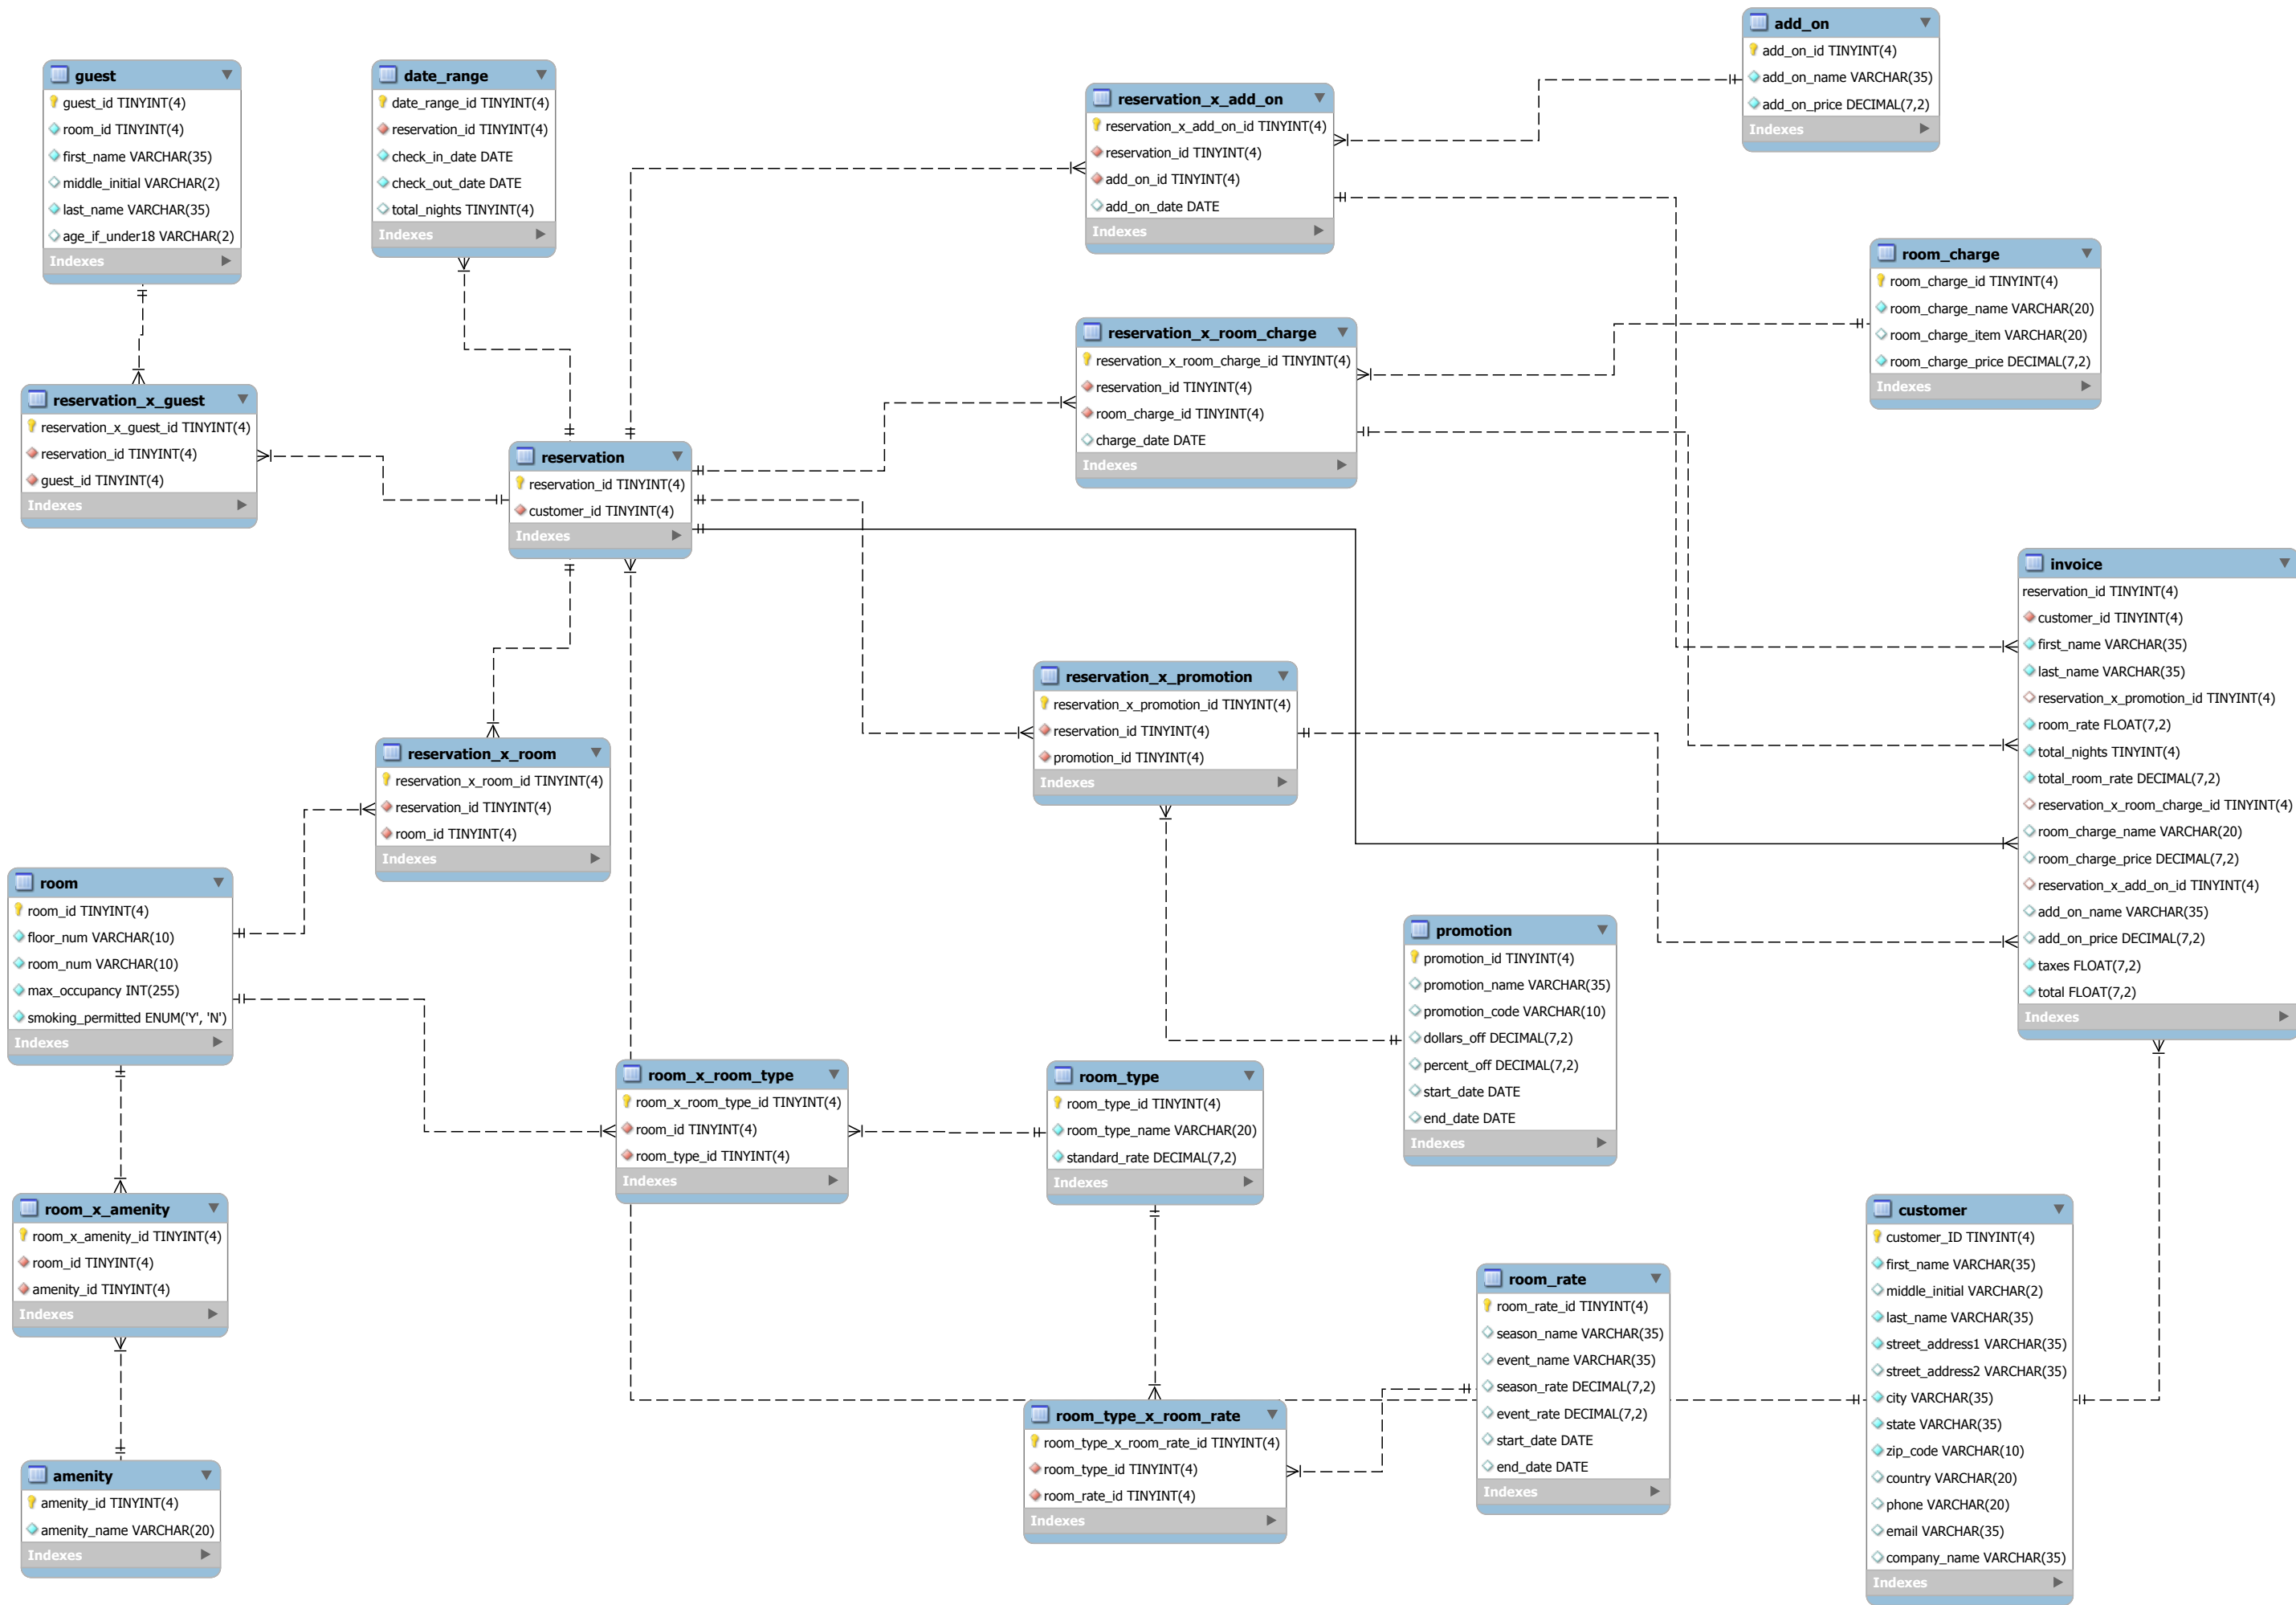 guest
guest_id TINYINT(4)
room_id TINYINT(4)
first_name VARCHAR(35)
middle_initial VARCHAR(2)
last_name VARCHAR(35)
age_if_under18 VARCHAR(2)
Indexes
date_range
date_range_id TINYINT(4)
reservation_id TINYINT(4)
check_in_date DATE
check_out_date DATE
total_nights TINYINT(4)
Indexes
reservation_x_add_on
reservation_x_add_on_id TINYINT(4)
reservation_id TINYINT(4)
add_on_id TINYINT(4)
add_on_date DATE
Indexes
add_on
add_on_id TINYINT(4)
add_on_name VARCHAR(35)
add_on_price DECIMAL(7,2)
Indexes
room_charge
room_charge_id TINYINT(4)
room_charge_name VARCHAR(20)
room_charge_item VARCHAR(20)
room_charge_price DECIMAL(7,2)
Indexes
reservation_x_room_charge
reservation_x_room_charge_id TINYINT(4)
reservation_id TINYINT(4)
room_charge_id TINYINT(4)
charge_date DATE
Indexes
reservation_x_guest
reservation_x_guest_id TINYINT(4)
reservation_id TINYINT(4)
guest_id TINYINT(4)
Indexes
reservation
reservation_id TINYINT(4)
customer_id TINYINT(4)
Indexes
invoice
reservation_id TINYINT(4)
customer_id TINYINT(4)
first_name VARCHAR(35)
last_name VARCHAR(35)
reservation_x_promotion_id TINYINT(4)
room_rate FLOAT(7,2)
total_nights TINYINT(4)
total_room_rate DECIMAL(7,2)
reservation_x_room_charge_id TINYINT(4)
room_charge_name VARCHAR(20)
room_charge_price DECIMAL(7,2)
reservation_x_add_on_id TINYINT(4)
add_on_name VARCHAR(35)
add_on_price DECIMAL(7,2)
taxes FLOAT(7,2)
total FLOAT(7,2)
Indexes
reservation_x_promotion
reservation_x_promotion_id TINYINT(4)
reservation_id TINYINT(4)
promotion_id TINYINT(4)
Indexes
reservation_x_room
reservation_x_room_id TINYINT(4)
reservation_id TINYINT(4)
room_id TINYINT(4)
Indexes
room
room_id TINYINT(4)
floor_num VARCHAR(10)
room_num VARCHAR(10)
max_occupancy INT(255)
smoking_permitted ENUM('Y', 'N')
Indexes
promotion
promotion_id TINYINT(4)
promotion_name VARCHAR(35)
promotion_code VARCHAR(10)
dollars_off DECIMAL(7,2)
percent_off DECIMAL(7,2)
start_date DATE
end_date DATE
Indexes
room_x_room_type
room_x_room_type_id TINYINT(4)
room_id TINYINT(4)
room_type_id TINYINT(4)
Indexes
room_type
room_type_id TINYINT(4)
room_type_name VARCHAR(20)
standard_rate DECIMAL(7,2)
Indexes
room_x_amenity
room_x_amenity_id TINYINT(4)
room_id TINYINT(4)
amenity_id TINYINT(4)
Indexes
customer
customer_ID TINYINT(4)
first_name VARCHAR(35)
middle_initial VARCHAR(2)
last_name VARCHAR(35)
street_address1 VARCHAR(35)
street_address2 VARCHAR(35)
city VARCHAR(35)
state VARCHAR(35)
zip_code VARCHAR(10)
country VARCHAR(20)
phone VARCHAR(20)
email VARCHAR(35)
company_name VARCHAR(35)
Indexes
room_rate
room_rate_id TINYINT(4)
season_name VARCHAR(35)
event_name VARCHAR(35)
season_rate DECIMAL(7,2)
event_rate DECIMAL(7,2)
start_date DATE
end_date DATE
Indexes
room_type_x_room_rate
room_type_x_room_rate_id TINYINT(4)
room_type_id TINYINT(4)
room_rate_id TINYINT(4)
Indexes
amenity
amenity_id TINYINT(4)
amenity_name VARCHAR(20)
Indexes